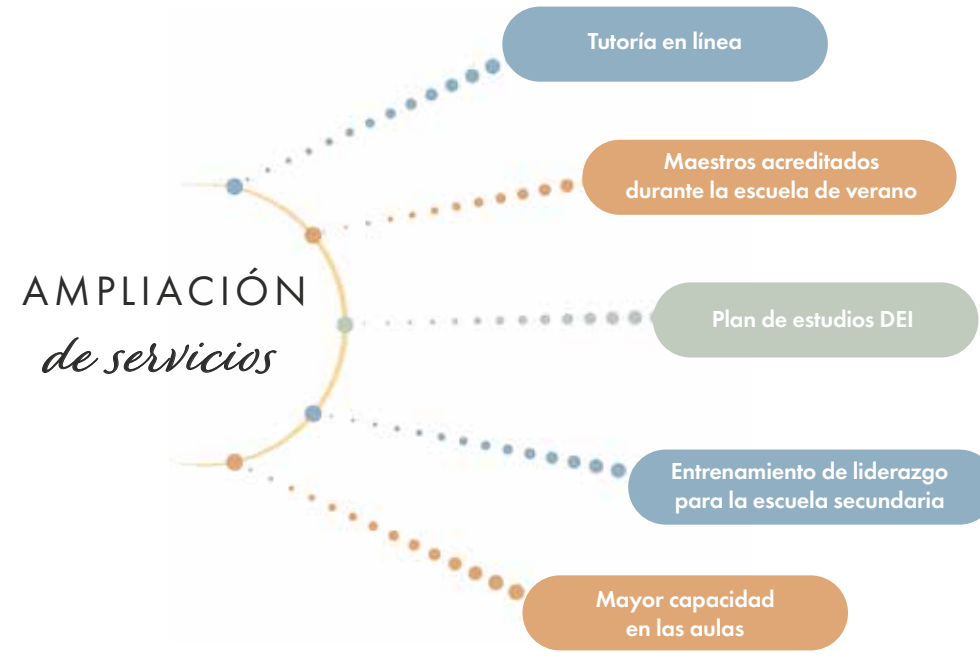 AMPLIACIÓN
de servicios
Tutoría en línea
Maestros acreditados
durante la escuela de verano
Plan de estudios DEI
Entrenamiento de liderazgo
para la escuela secundaria
Mayor capacidad
en las aulas